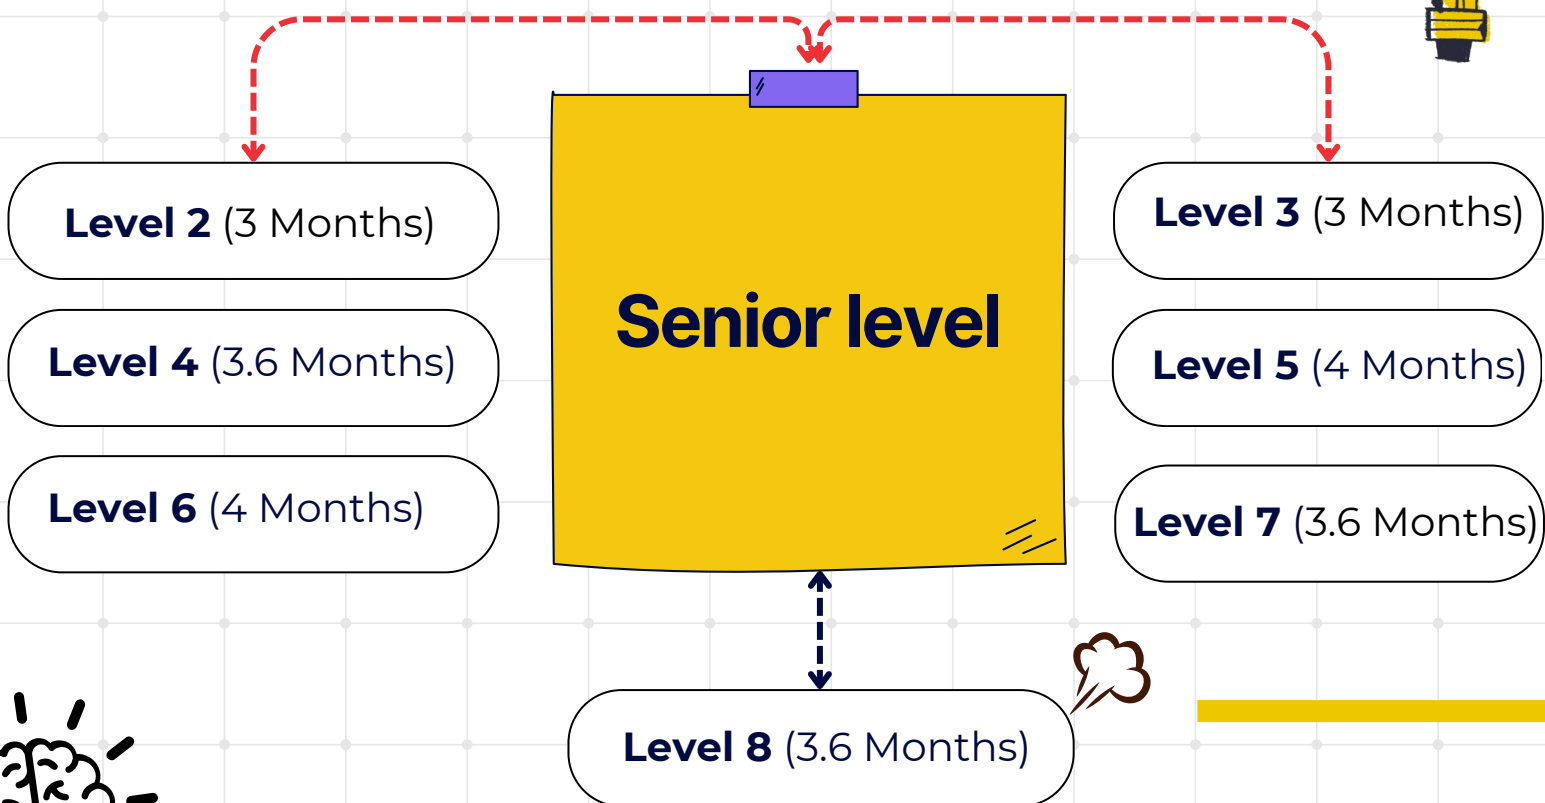 Level 2 (3 Months)
Level 3 (3 Months)
Senior level
Level 4 (3.6 Months)
Level 5 (4 Months)
Level 6 (4 Months)
Level 7 (3.6 Months)
Level 8 (3.6 Months)